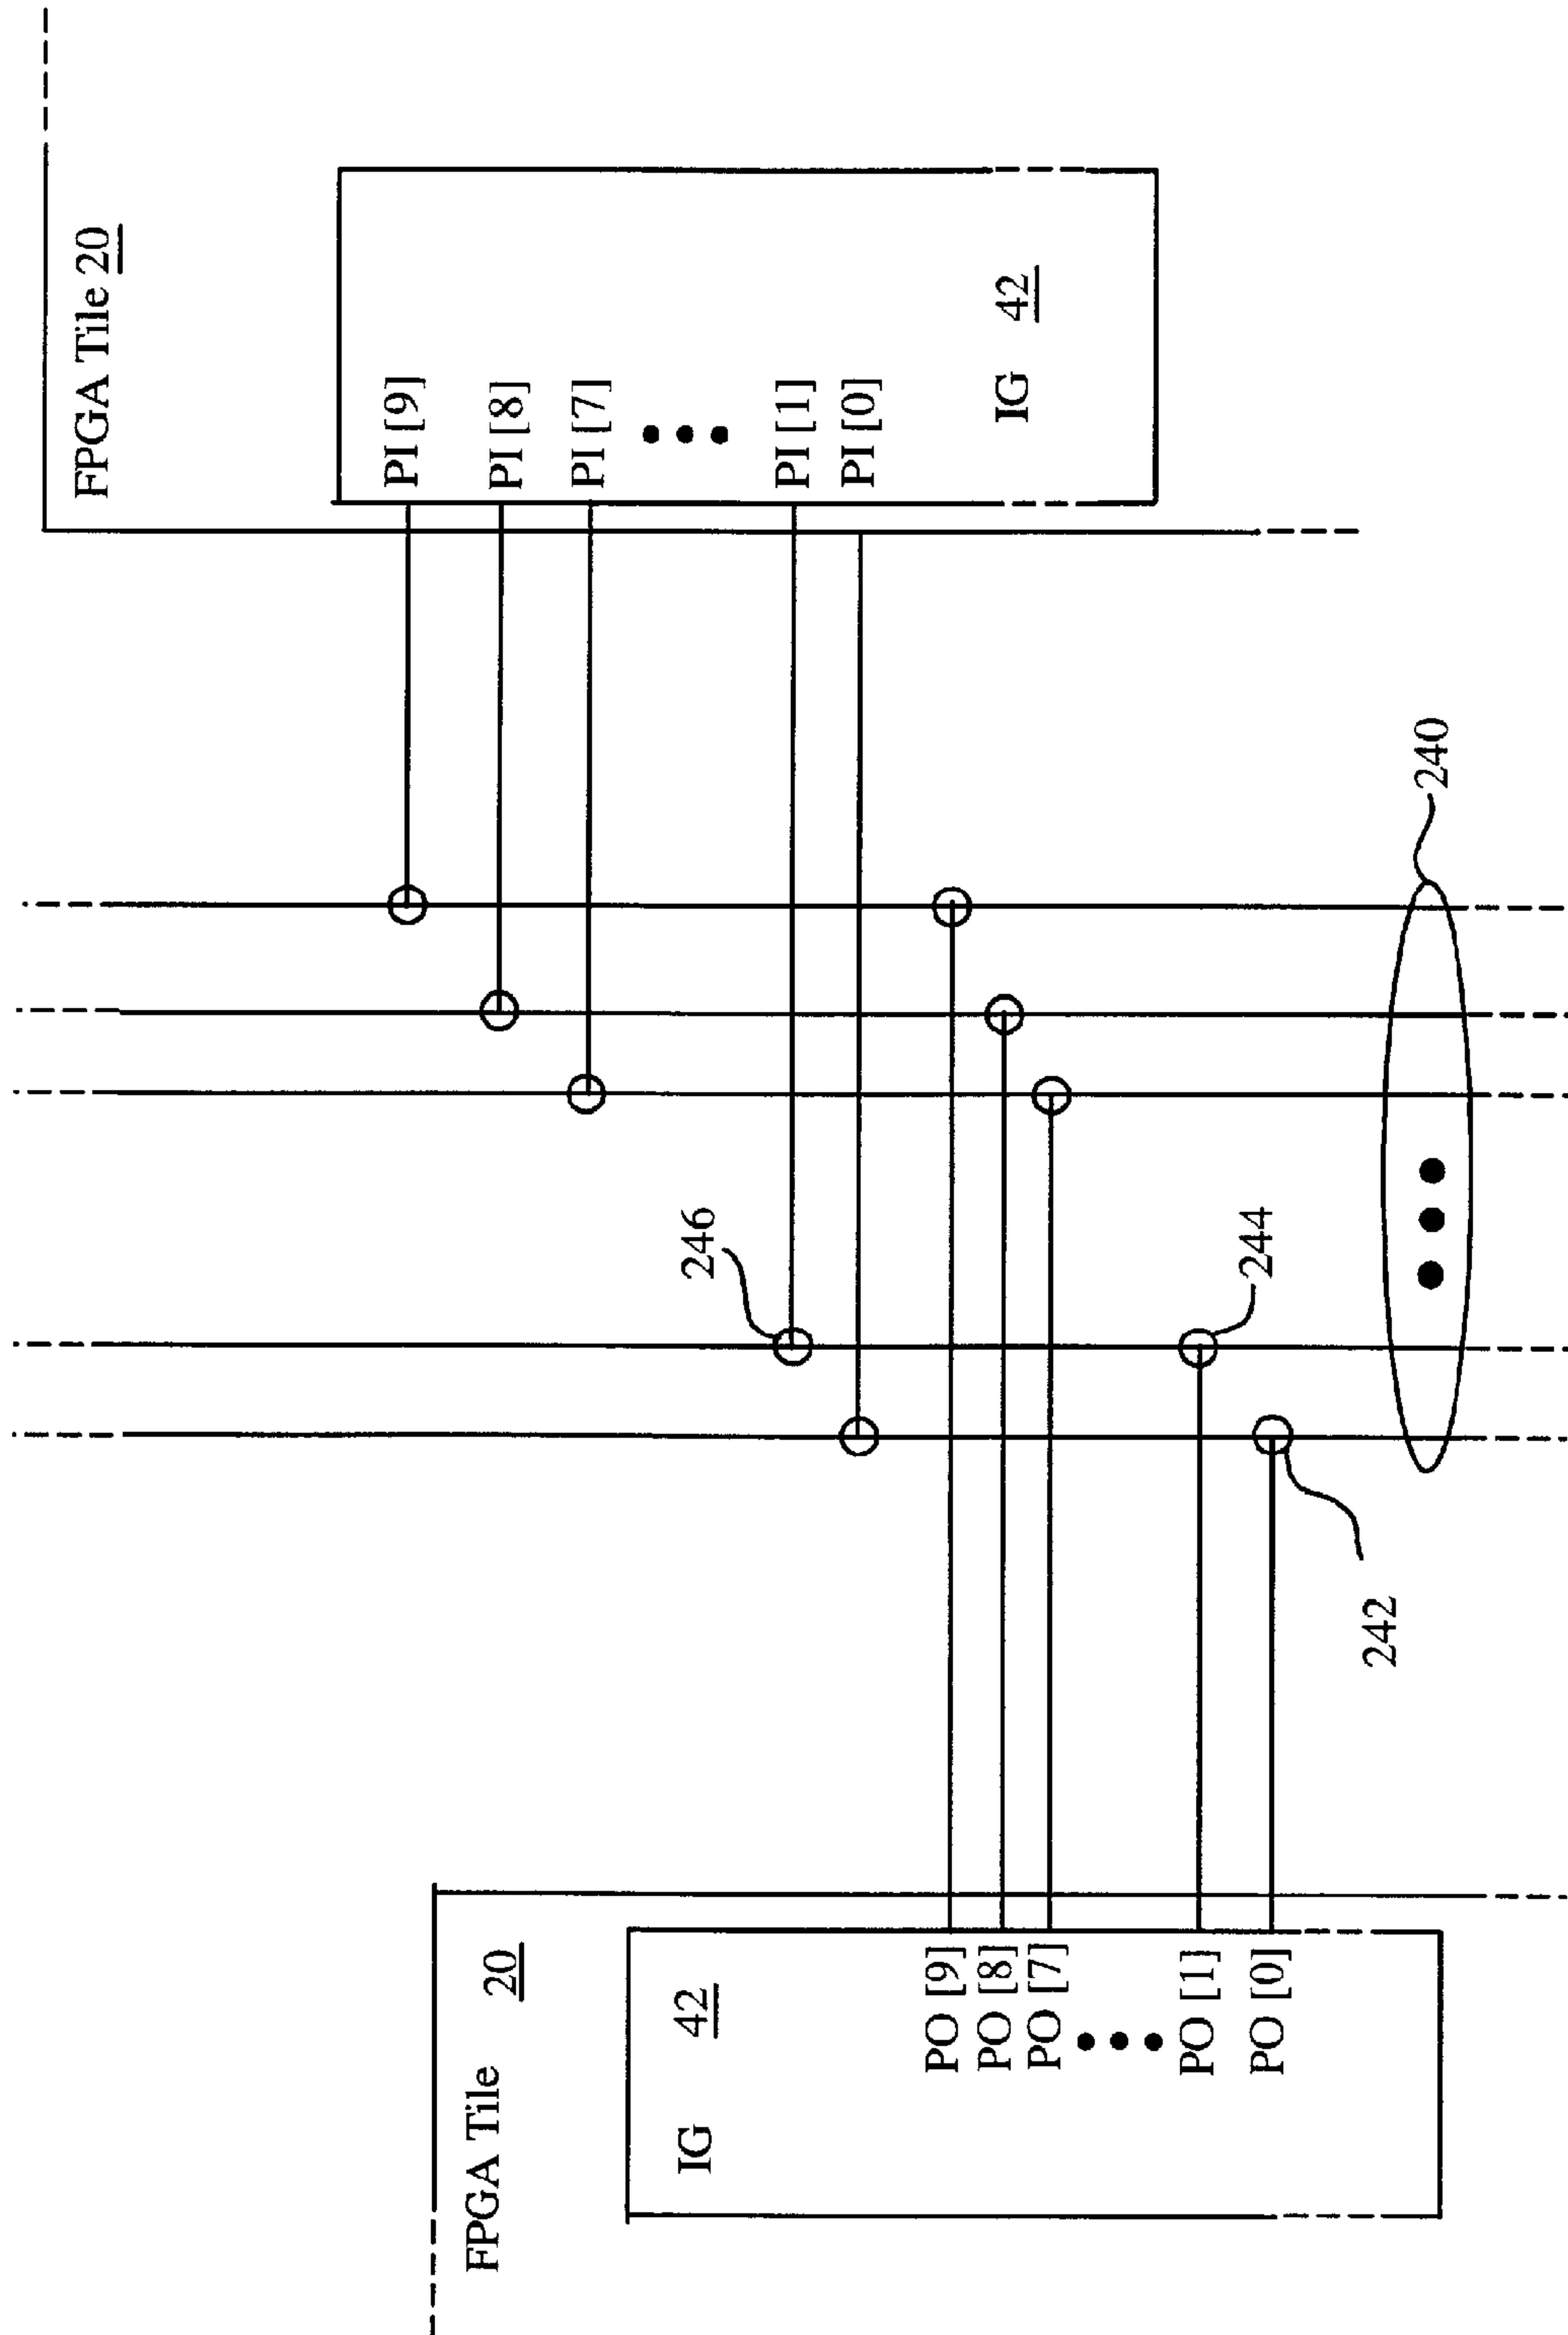 FPGA Tile 20
IG 42
PO [9]
PO [8]
PO [7]
PO [1]
PO [0]
242
244
246
240
FPGA Tile 20
PI [9]
PI [8]
PI [7]
PI [1]
PI [0]
IG 42